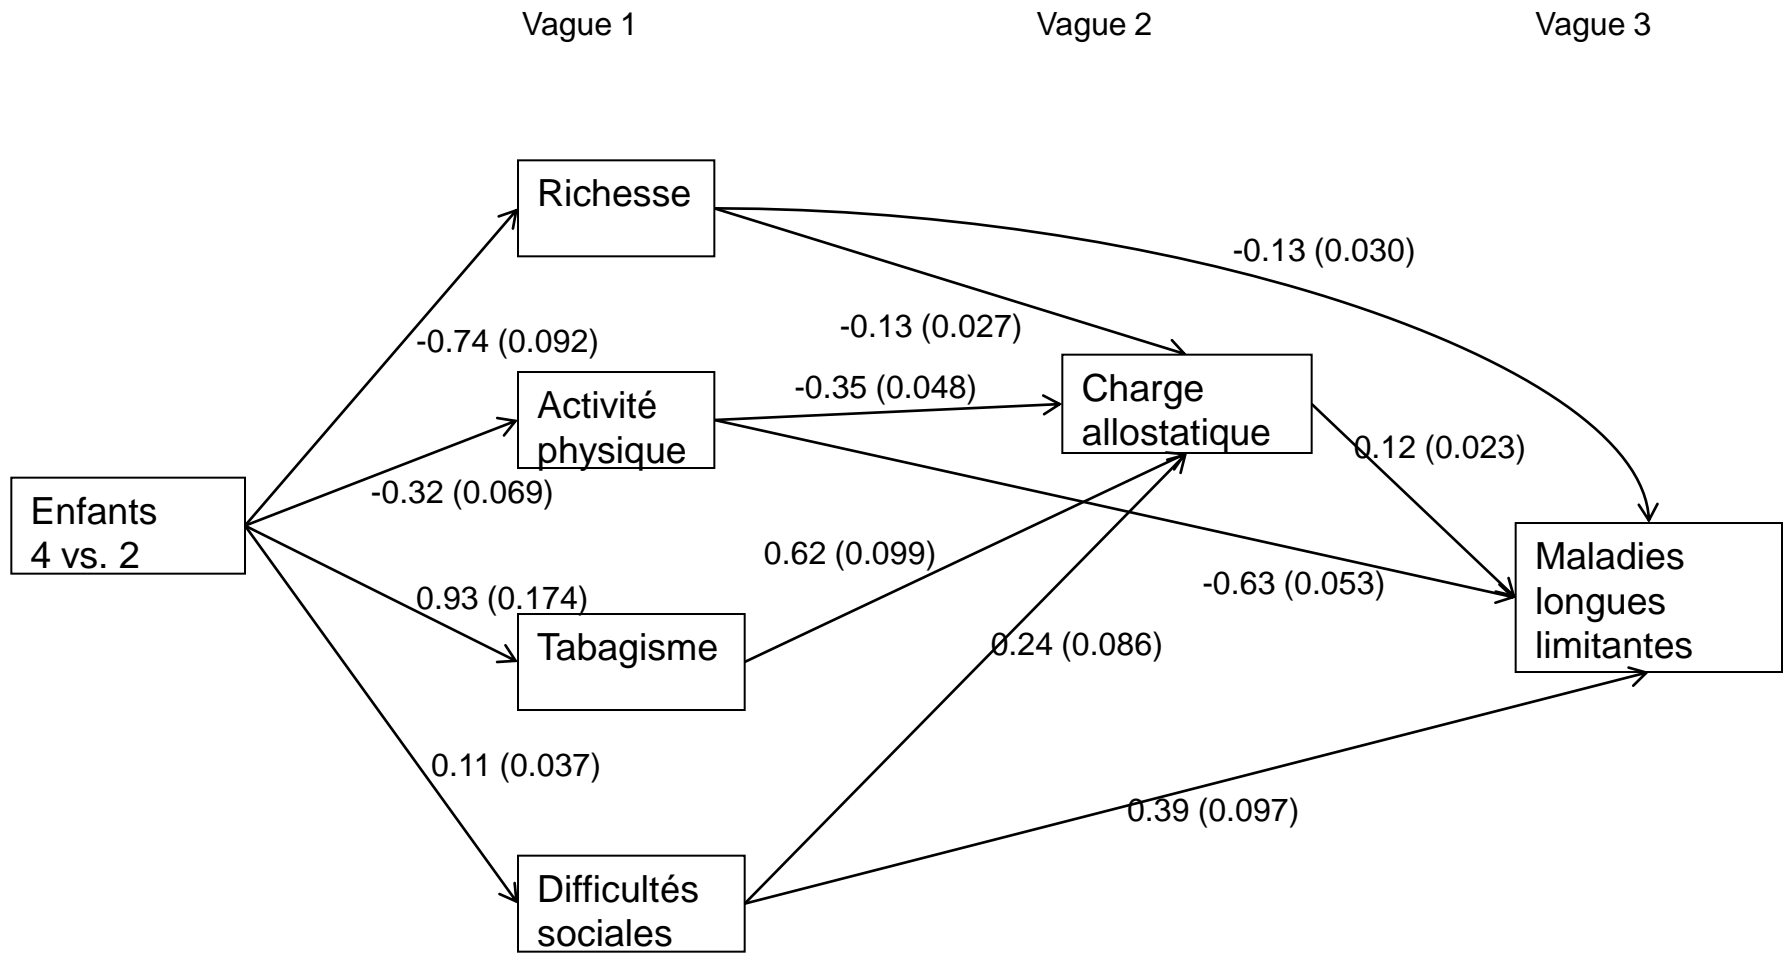 Vague 1
Vague 2
Vague 3
Richesse
-0.13 (0.030)
-0.74 (0.092)
-0.13 (0.027)
Activité
physique
-0.35 (0.048)
Charge
allostatique
0.12 (0.023)
-0.32 (0.069)
Enfants
4 vs. 2
0.62 (0.099)
-0.63 (0.053)
Maladies
longues
limitantes
0.93 (0.174)
Tabagisme
0.24 (0.086)
0.11 (0.037)
0.39 (0.097)
Difficultés
sociales